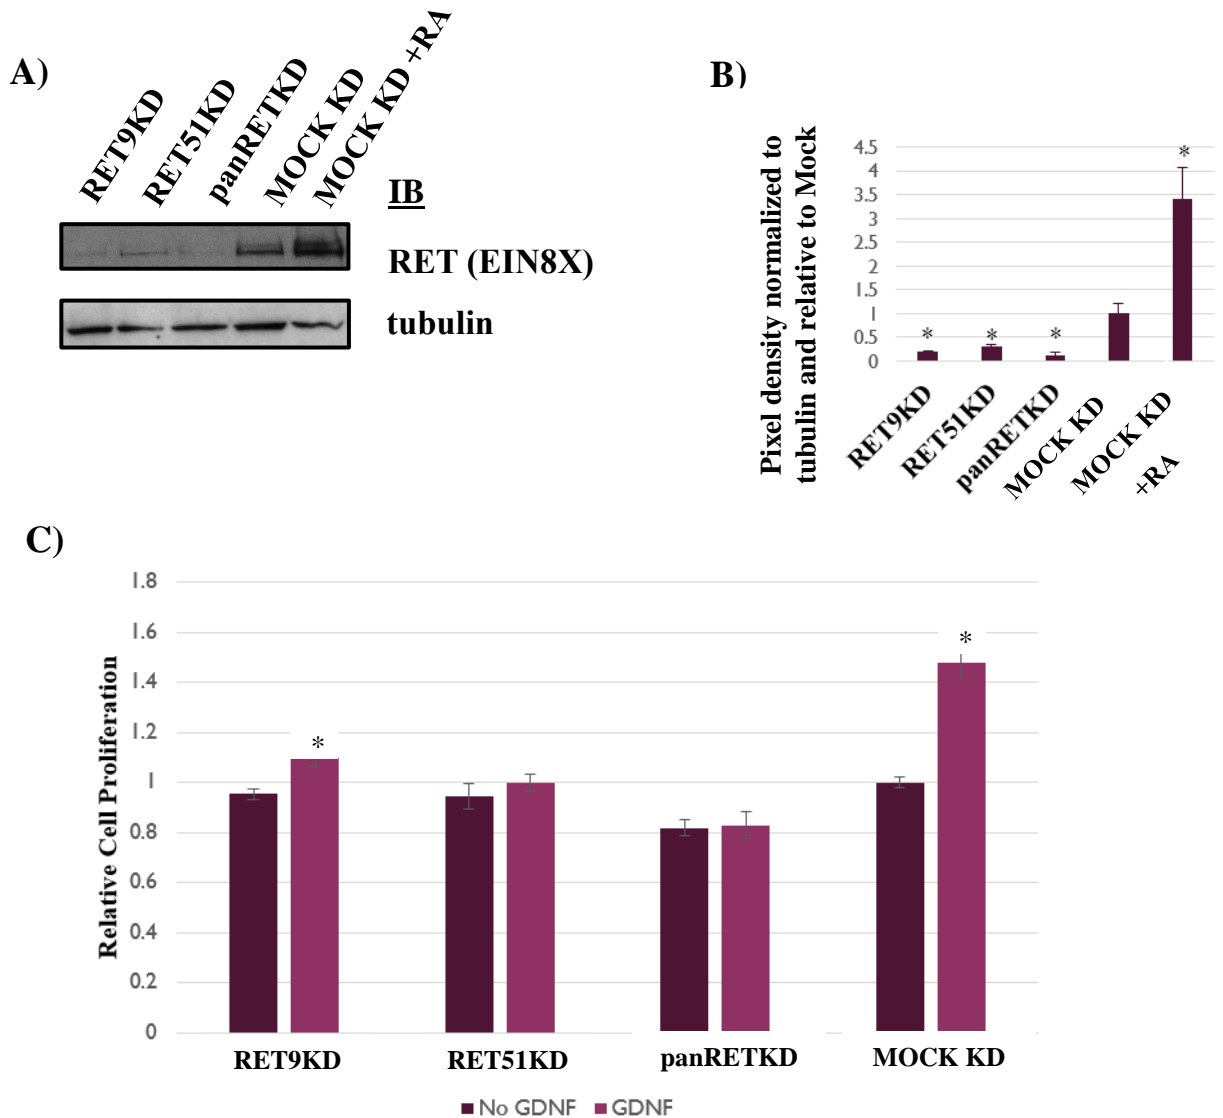 A)
RET9KD
RET51KD
panRETKD
MOCK KD
MOCK KD +RA
IB
RET (EIN8X)
tubulin
B)
Pixel density normalized to
tubulin and relative to Mock
4.5
4
3.5
3
2.5
2
1.5
1
0.5
0
*
*
*
*
RET9KD
RET51KD
panRETKD
MOCK KD
MOCK KD
+RA
C)
Relative Cell Proliferation
1.8
1.6
1.4
1.2
1
0.8
0.6
0.4
0.2
0
*
*
RET9KD
RET51KD
panRETKD
MOCK KD
No GDNF
GDNF